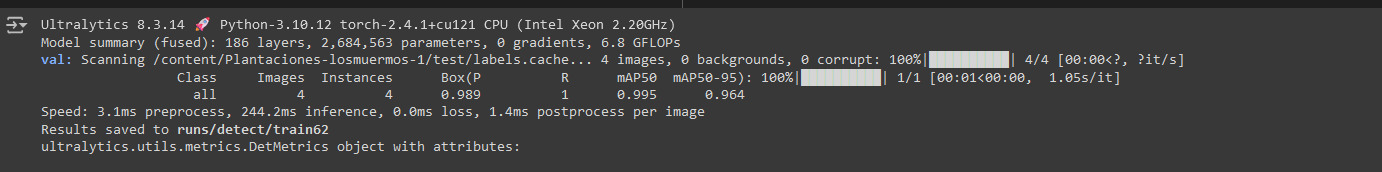 Ultralytics 8.3.14 🚀 Python-3.10.12 torch-2.4.1+cu121 CPU (Intel Xeon 2.20GHz)
Model summary (fused): 186 layers, 2,684,563 parameters, 0 gradients, 6.8 GFLOPs
val: Scanning /content/Plantaciones-losmuermos-1/test/labels.cache... 4 images, 0 backgrounds, 0 corrupt: 100%|██████████| 4/4 [00:00<?, ?it/s]
Class Images Instances Box(P R mAP50 mAP50-95): 100%|██████████| 1/1 [00:01<00:00, 1.05s/it]
all 4 4 0.989 1 0.995 0.964
Speed: 3.1ms preprocess, 244.2ms inference, 0.0ms loss, 1.4ms postprocess per image
Results saved to runs/detect/train62
ultralytics.utils.metrics.DetMetrics object with attributes: